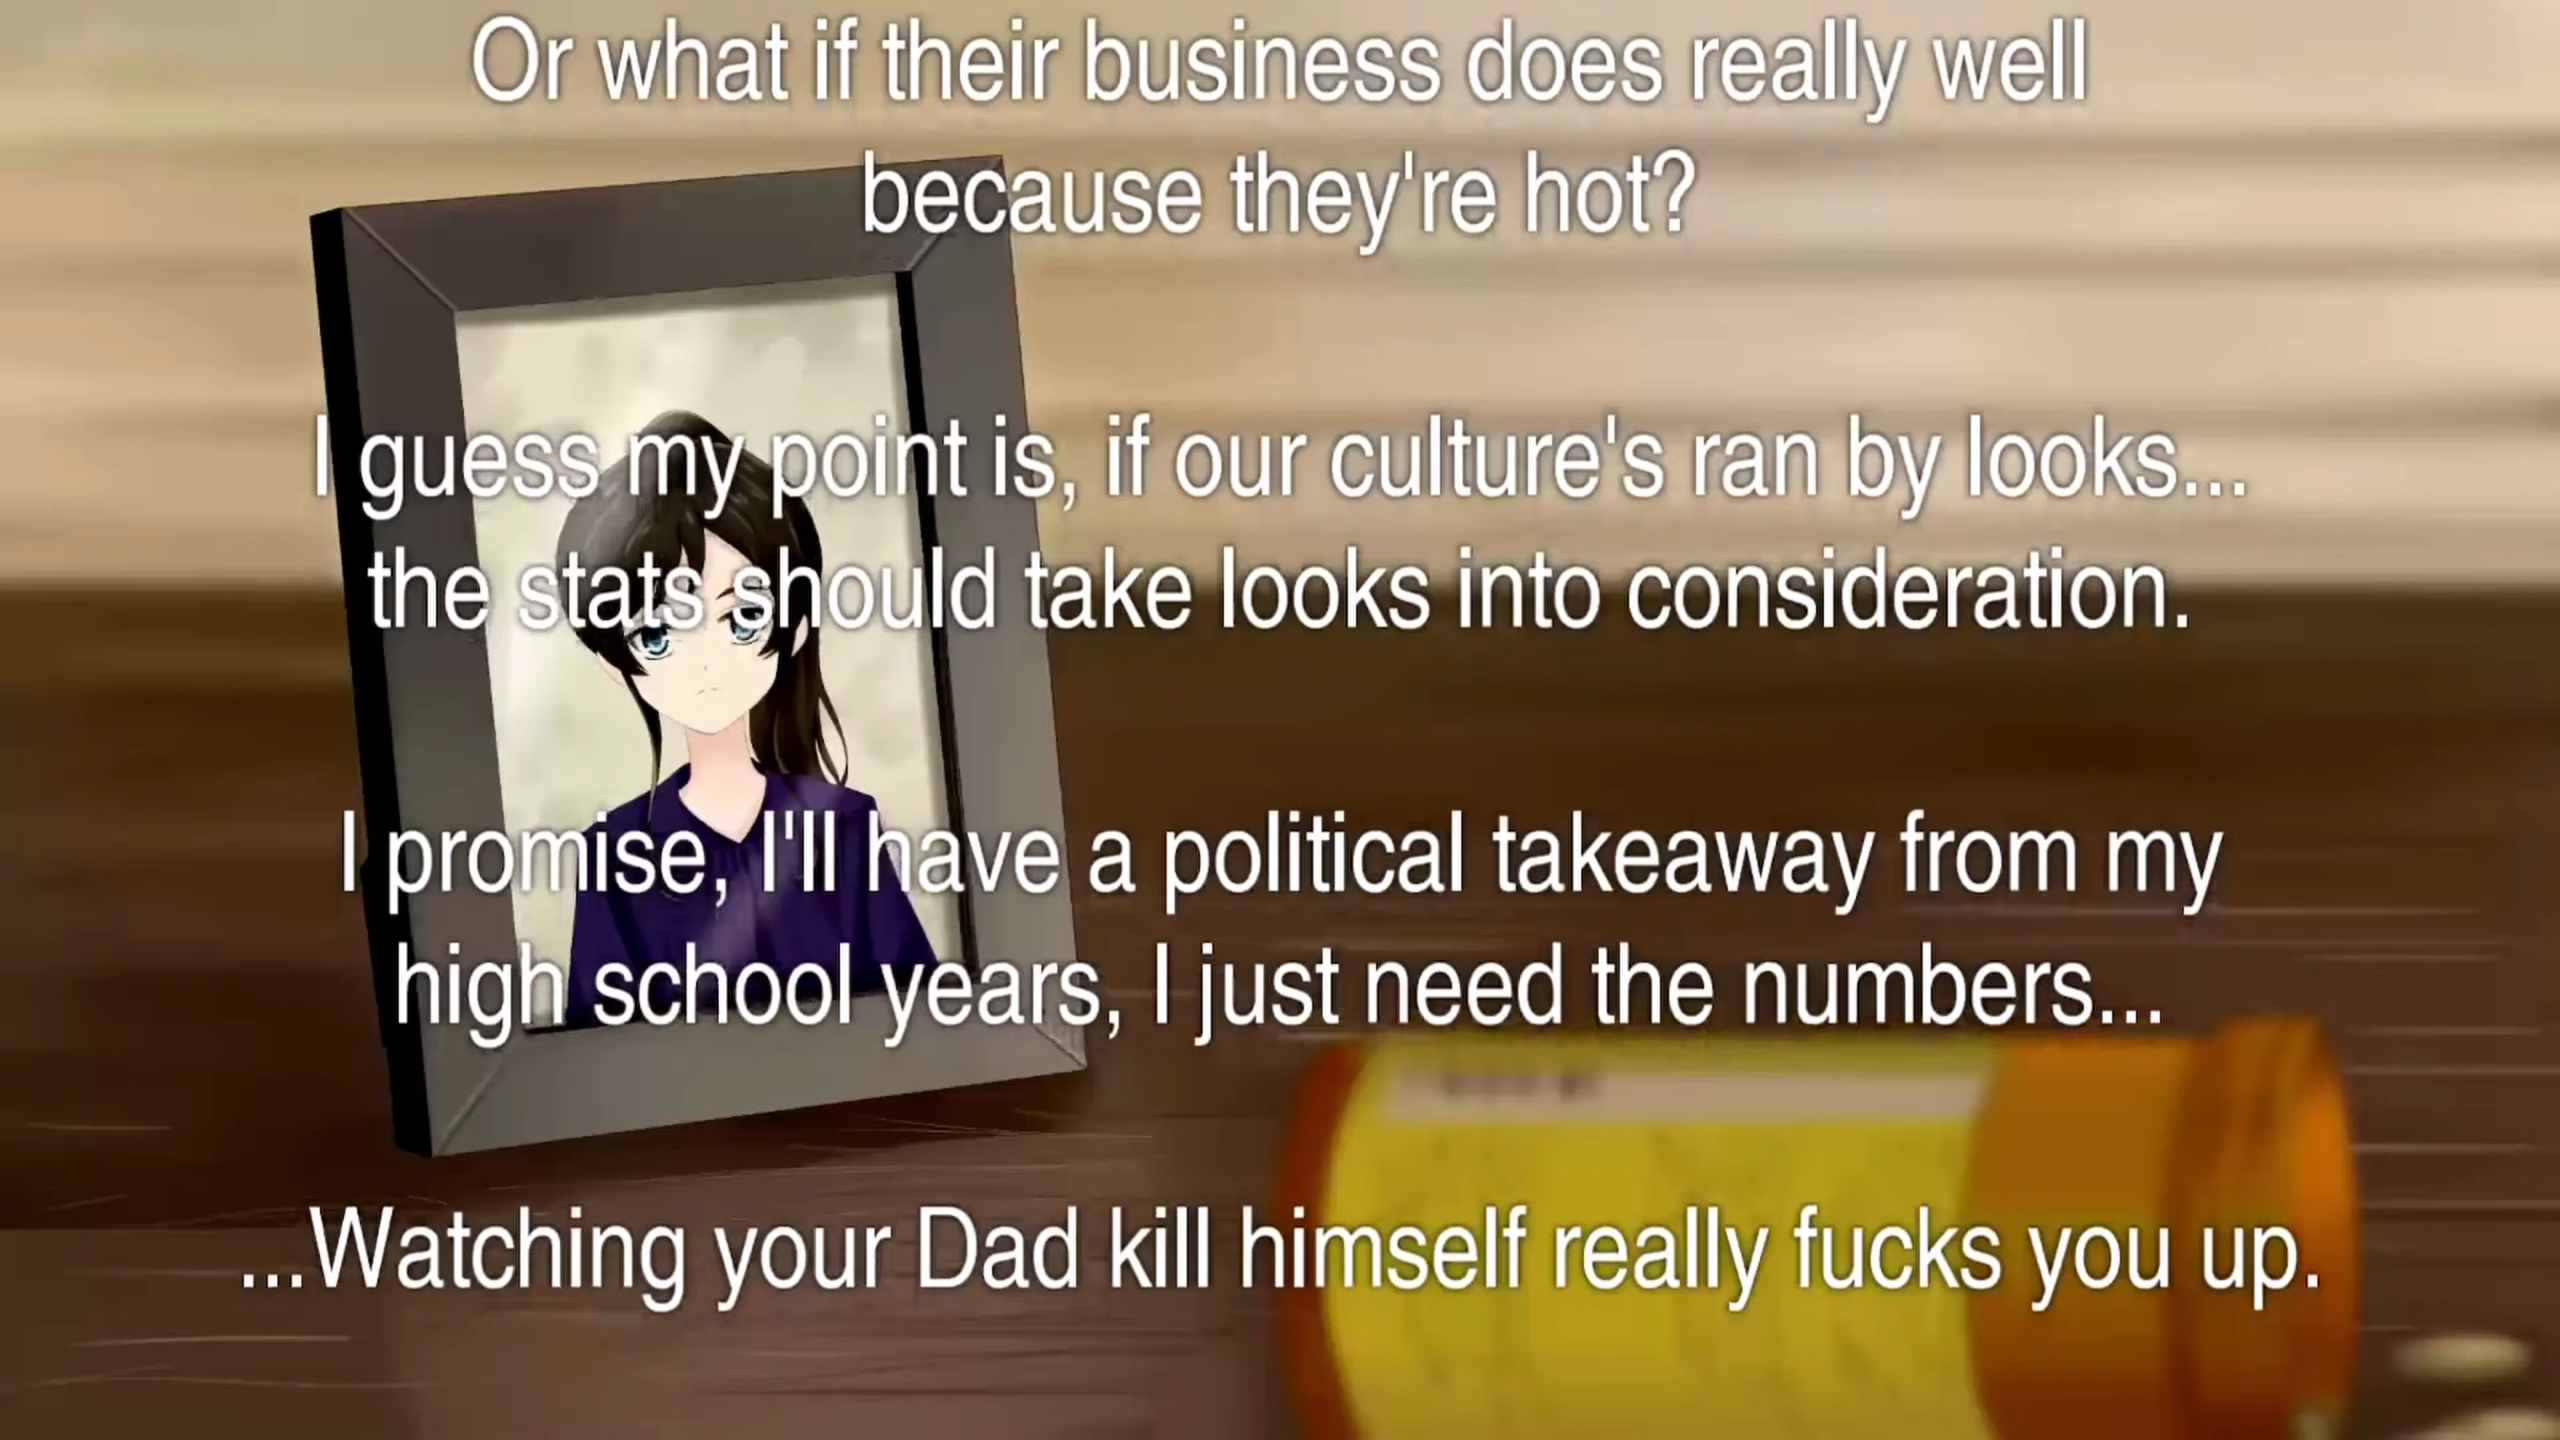 Or what if their business does really well
because they're hot?
I guess my point is, if our culture's ran by looks...
the stats should take looks into consideration.
I promise, I'll have a political takeaway from my
high school years, I just need the numbers...
...Watching your Dad kill himself really fucks you up.